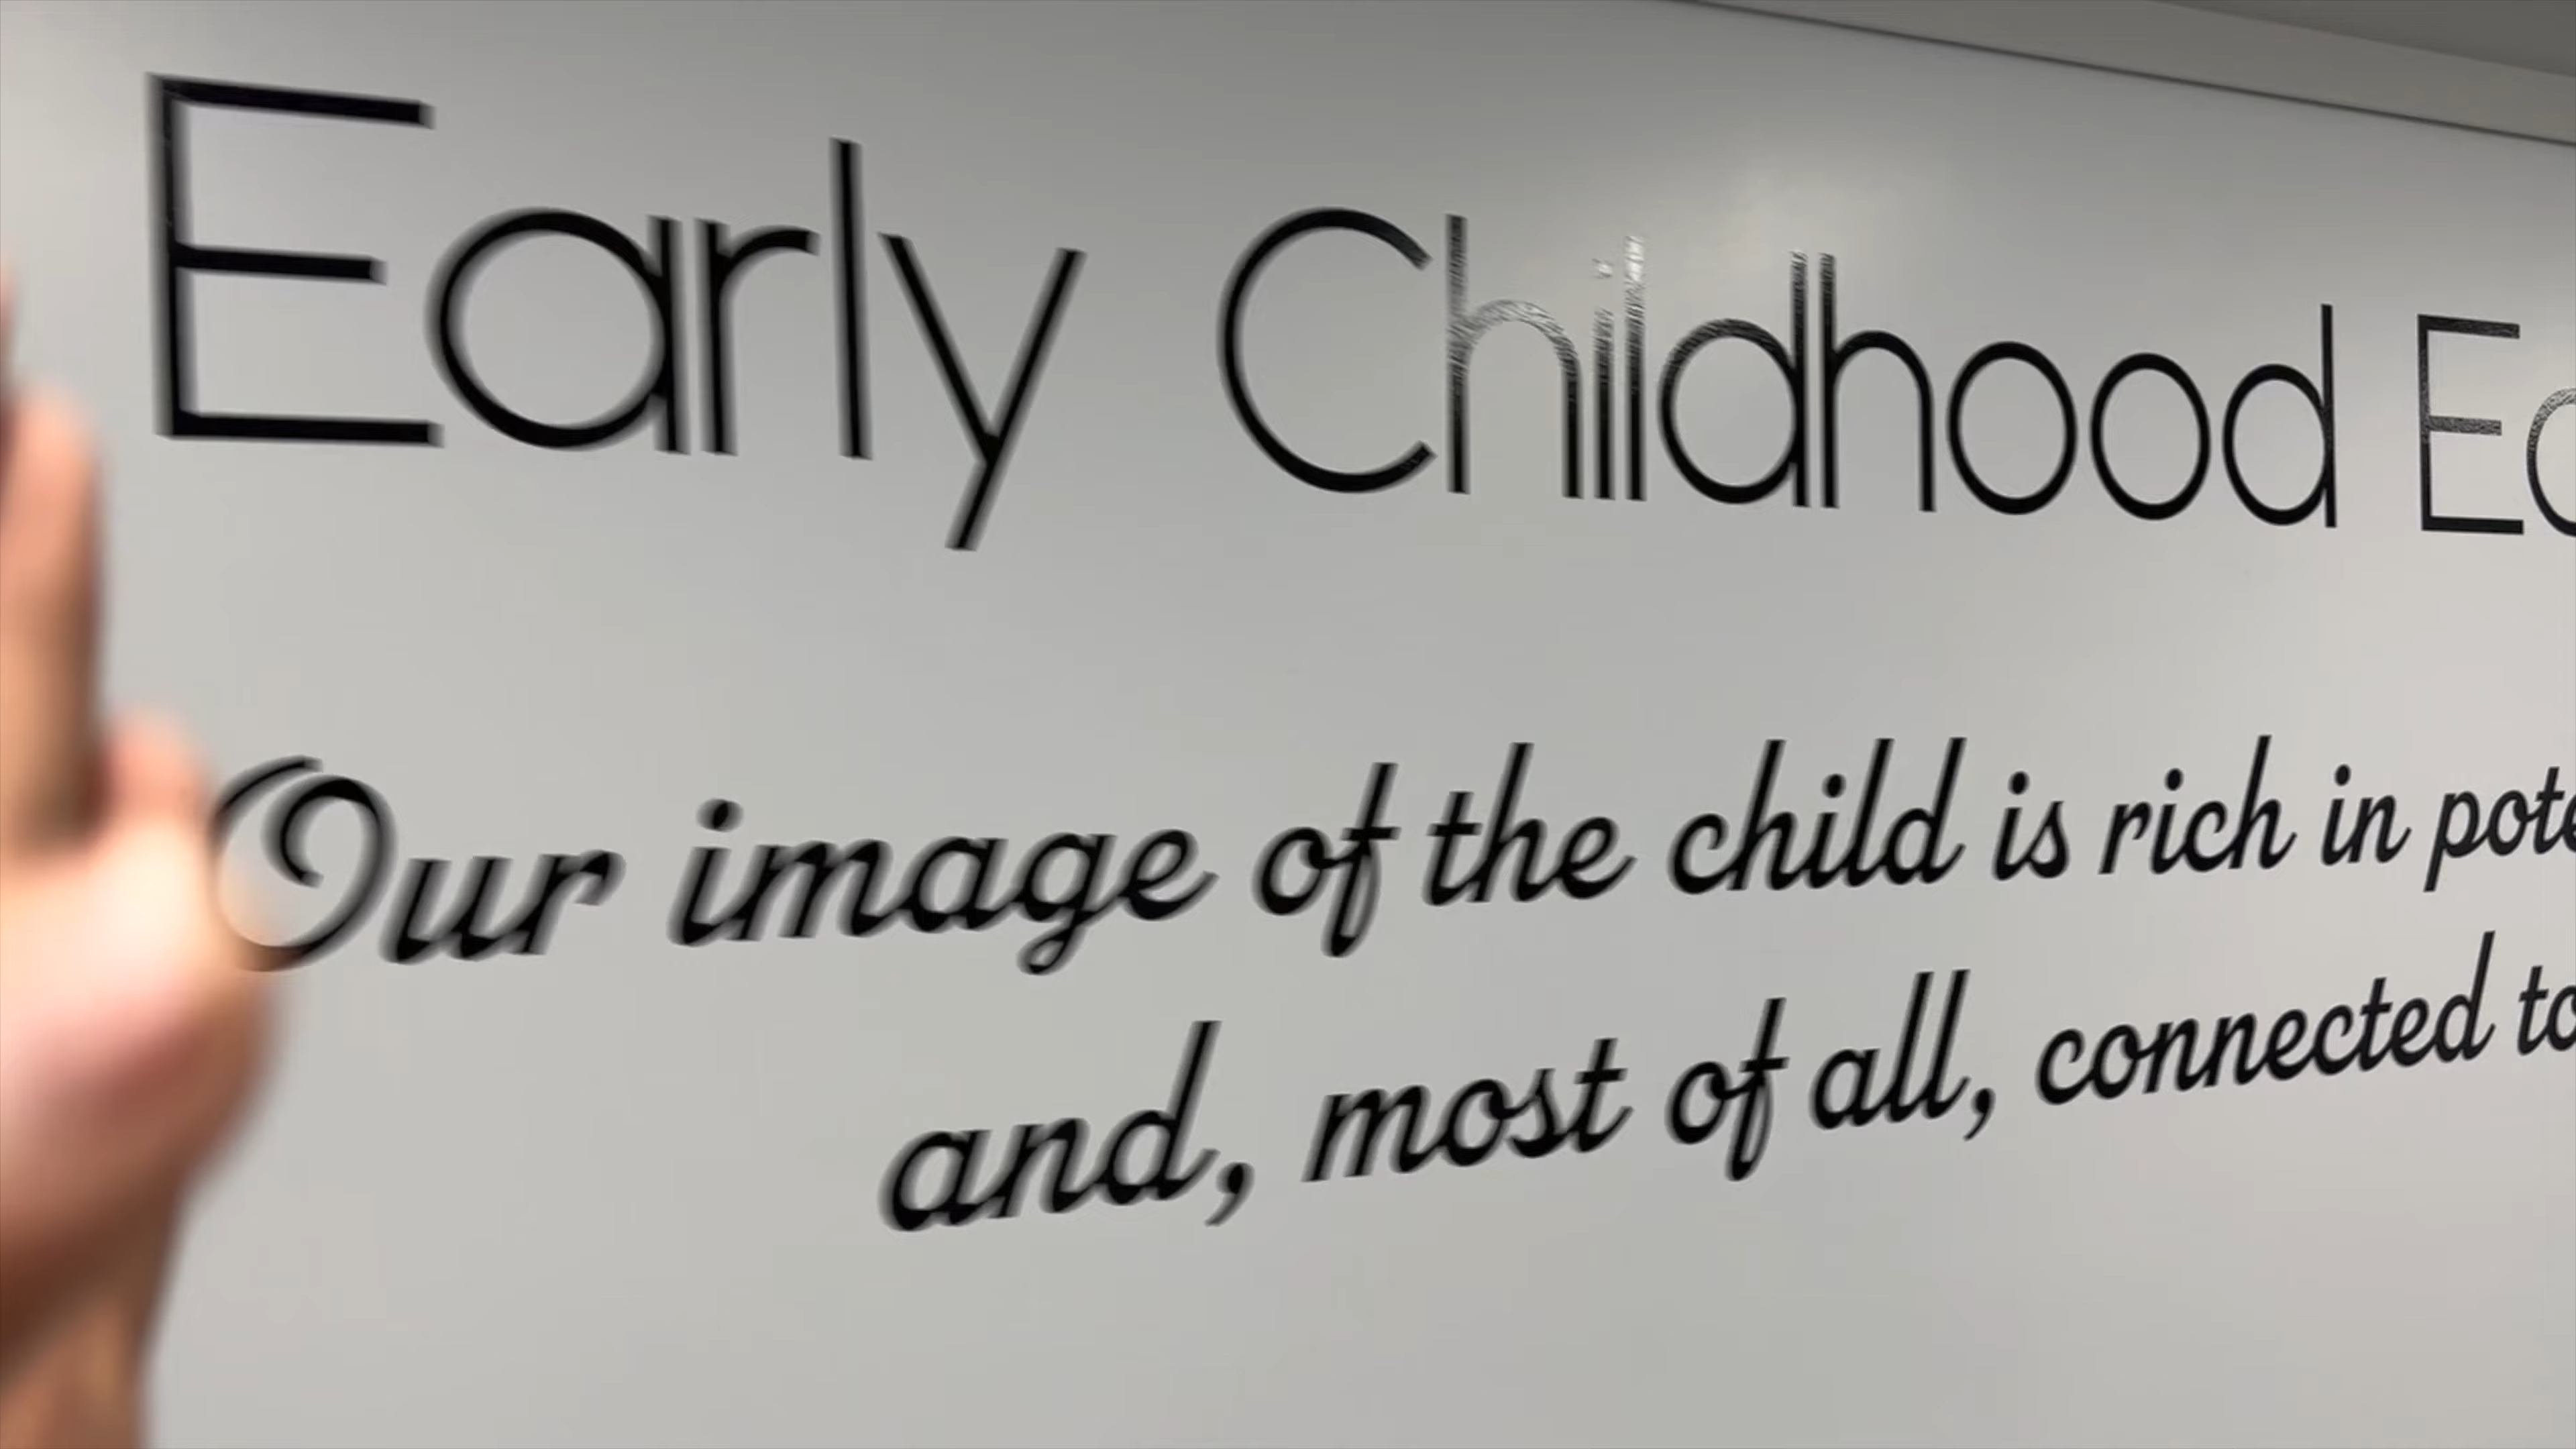 Early Childhood
Our image of the child is rich in
and, most of all, connected